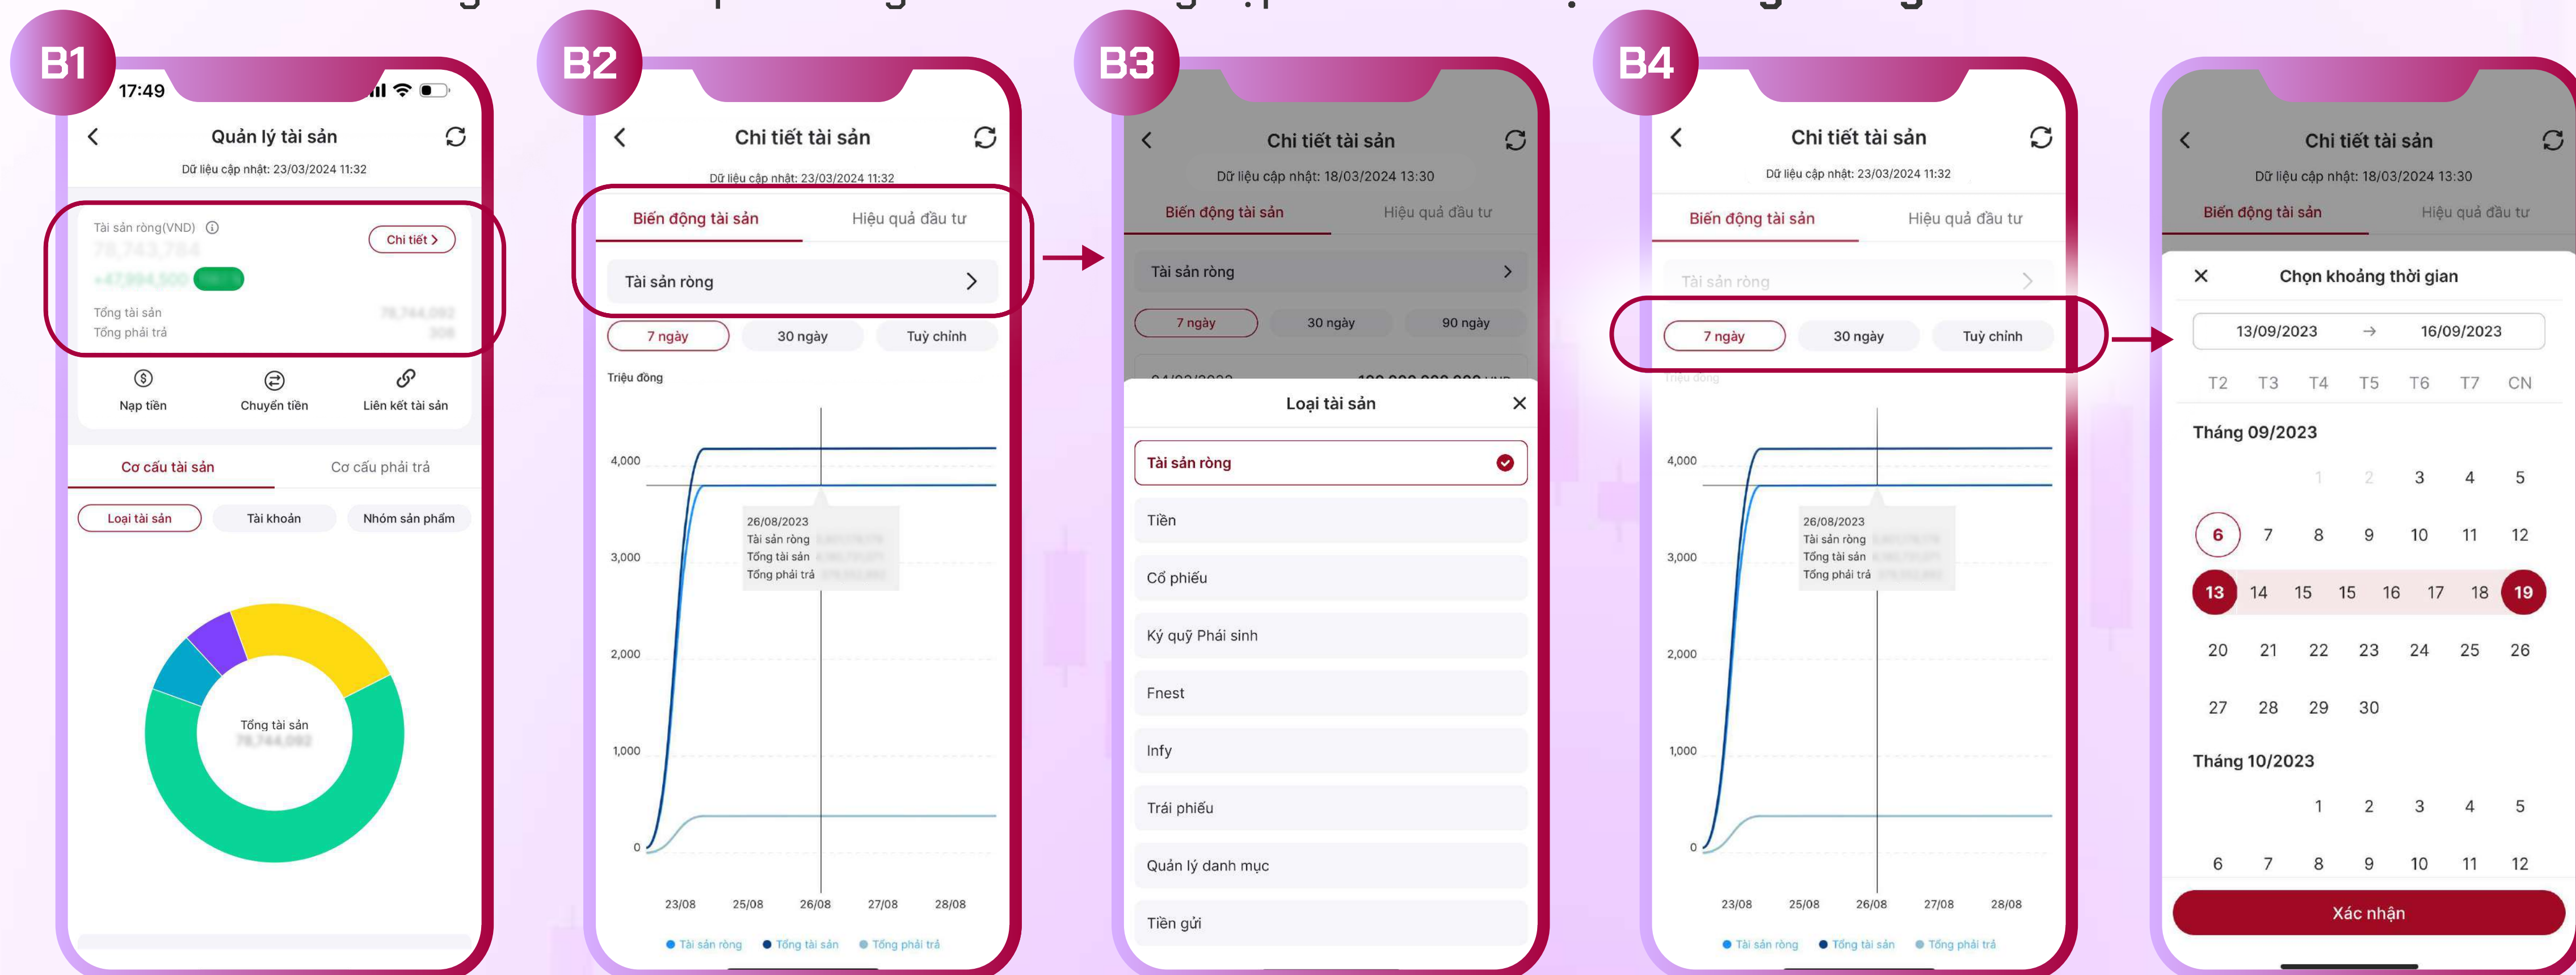 B1
17:49
Quản lý tài sản
Dữ liệu cập nhật: 23/03/2024 11:32
Tài sản ròng(VND)
Chi tiết >
78,743,784
+47,994,500
Tổng tài sản 78,744,092
Tổng phải trả 308
Nạp tiền Chuyển tiền Liên kết tài sản
Cơ cấu tài sản Cơ cấu phải trả
Loại tài sản Tài khoản Nhóm sản phẩm
Tổng tài sản
78,744,092
B2
Chi tiết tài sản
Dữ liệu cập nhật: 23/03/2024 11:32
Biến động tài sản Hiệu quả đầu tư
Tài sản ròng
7 ngày 30 ngày Tuỳ chỉnh
Triệu đồng
4,000
26/08/2023
Tài sản ròng
Tổng tài sản
Tổng phải trả
3,000
2,000
1,000
0
23/08 25/08 26/08 27/08 28/08
Tài sản ròng Tổng tài sản Tổng phải trả
B3
Chi tiết tài sản
Dữ liệu cập nhật: 18/03/2024 13:30
Biến động tài sản Hiệu quả đầu tư
Tài sản ròng
7 ngày 30 ngày 90 ngày
Loại tài sản
Tài sản ròng
Tiền
Cổ phiếu
Ký quỹ Phái sinh
Fnest
Infy
Trái phiếu
Quản lý danh mục
Tiền gửi
B4
Chi tiết tài sản
Dữ liệu cập nhật: 23/03/2024 11:32
Biến động tài sản Hiệu quả đầu tư
Tài sản ròng
7 ngày 30 ngày Tuỳ chỉnh
Triệu đồng
4,000
26/08/2023
Tài sản ròng
Tổng tài sản
Tổng phải trả
3,000
2,000
1,000
0
23/08 25/08 26/08 27/08 28/08
Tài sản ròng Tổng tài sản Tổng phải trả
Chi tiết tài sản
Dữ liệu cập nhật: 18/03/2024 13:30
Biến động tài sản Hiệu quả đầu tư
Chọn khoảng thời gian
13/09/2023 → 16/09/2023
T2 T3 T4 T5 T6 T7 CN
Tháng 09/2023
1 2 3 4 5
6 7 8 9 10 11 12
13 14 15 15 16 17 18 19
20 21 22 23 24 25 26
27 28 29 30
Tháng 10/2023
1 2 3 4 5
6 7 8 9 10 11 12
Xác nhận